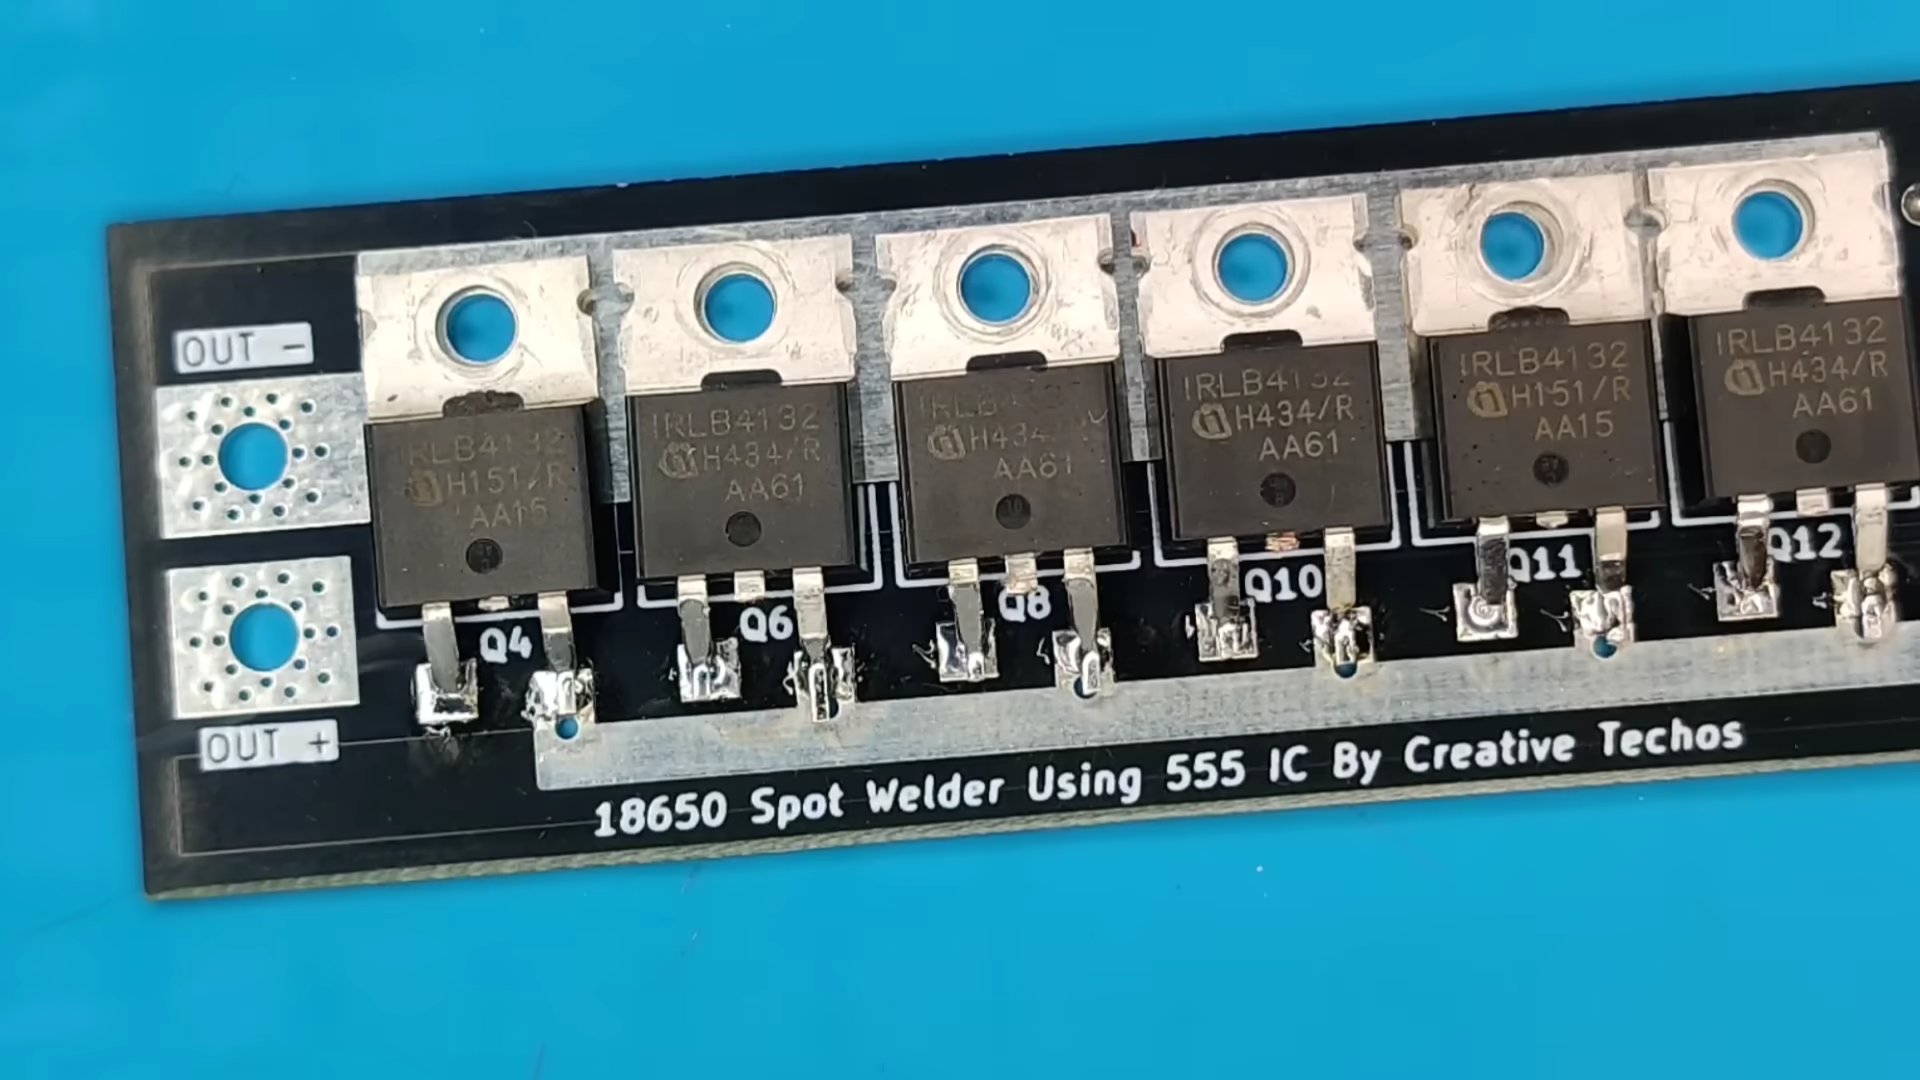 OUT -
OUT +
IRLB4132
H151/R
AA15
Q4
IRLB4132
H434/R
AA61
Q6
H434
AA61
Q8
IRLB4132
H434/R
AA61
Q10
IRLB4132
H151/R
AA15
Q11
IRLB4132
H434/R
AA61
Q12
18650 Spot Welder Using 555 IC By Creative Techos